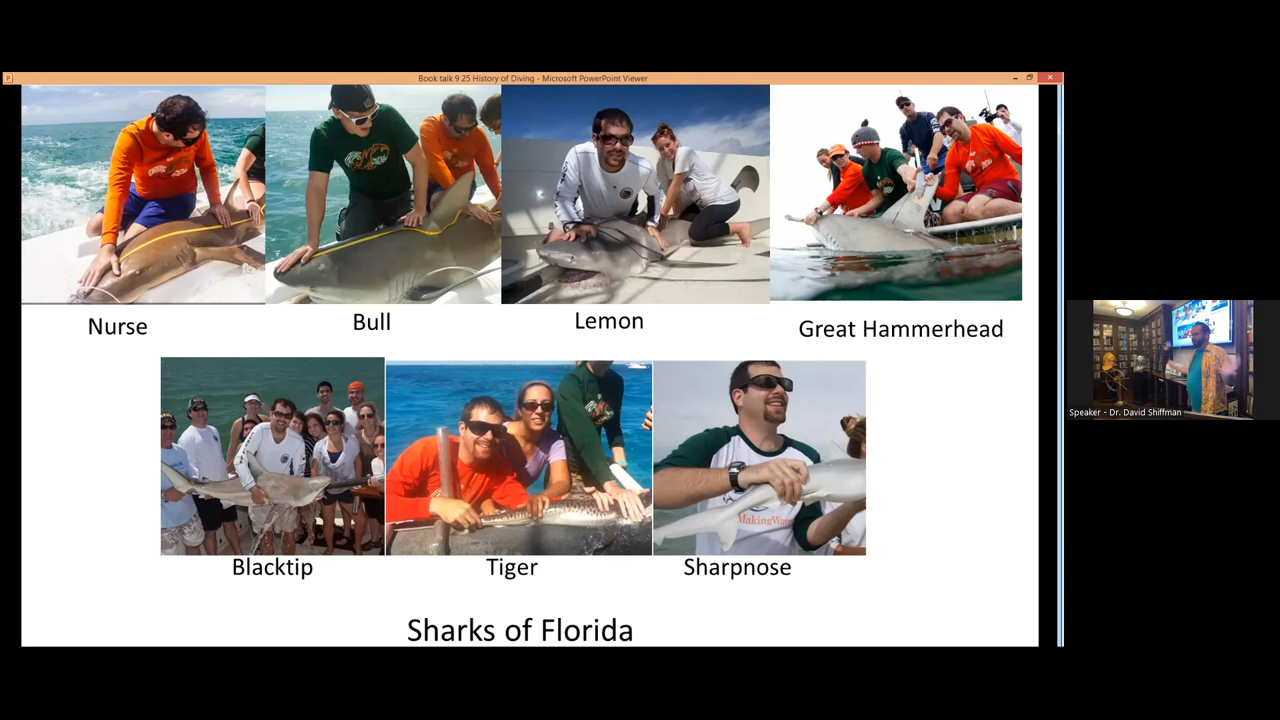 Book talk 9 25 History of Diving - Microsoft PowerPoint Viewer
Nurse
Bull
Lemon
Great Hammerhead
MakingWav
Blacktip
Tiger
Sharpnose
Sharks of Florida
Speaker - Dr. David Shiffman